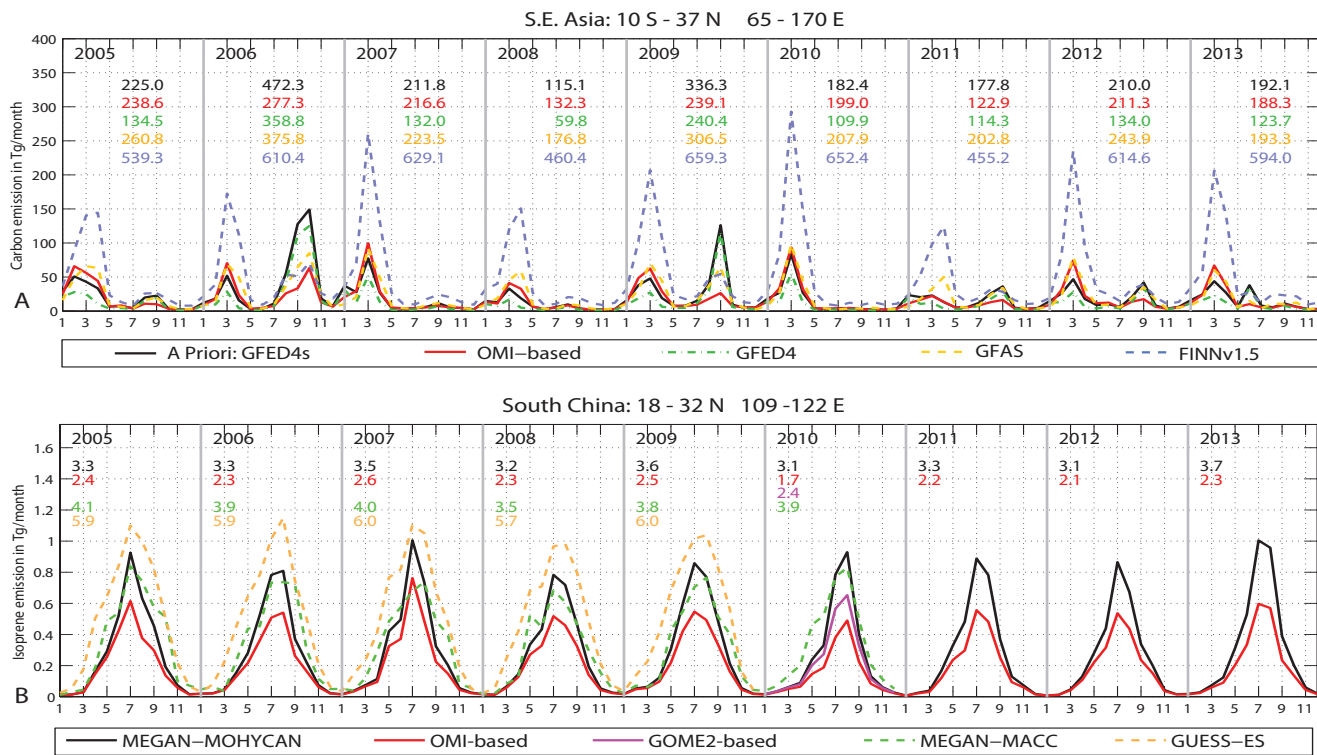 S.E. Asia: 10 S - 37 N 65 - 170 E
Carbon emission in Tg/month
400
350
300
250
200
150
100
50
0
2005 2006 2007 2008 2009 2010 2011 2012 2013
225.0 472.3 211.8 115.1 336.3 182.4 177.8 210.0 192.1
238.6 277.3 216.6 132.3 239.1 199.0 122.9 211.3 188.3
134.5 358.8 132.0 59.8 240.4 109.9 114.3 134.0 123.7
260.8 375.8 223.5 176.8 306.5 207.9 202.8 243.9 193.3
539.3 610.4 629.1 460.4 659.3 652.4 455.2 614.6 594.0
A
1 3 5 7 9 11 1 3 5 7 9 11 1 3 5 7 9 11 1 3 5 7 9 11 1 3 5 7 9 11 1 3 5 7 9 11 1 3 5 7 9 11 1 3 5 7 9 11 1 3 5 7 9 11
A Priori: GFED4s OMI-based GFED4 GFAS FINNv1.5
South China: 18 - 32 N 109 -122 E
Isoprene emission in Tg/month
1.6
1.4
1.2
1
0.8
0.6
0.4
0.2
0
2005 2006 2007 2008 2009 2010 2011 2012 2013
3.3 3.3 3.5 3.2 3.6 3.1 3.3 3.1 3.7
2.4 2.3 2.6 2.3 2.5 1.7 2.2 2.1 2.3
2.4
4.1 3.9 4.0 3.5 3.8 3.9
5.9 5.9 6.0 5.7 6.0
B
1 3 5 7 9 11 1 3 5 7 9 11 1 3 5 7 9 11 1 3 5 7 9 11 1 3 5 7 9 11 1 3 5 7 9 11 1 3 5 7 9 11 1 3 5 7 9 11 1 3 5 7 9 11
MEGAN-MOHYCAN OMI-based GOME2-based MEGAN-MACC GUESS-ES